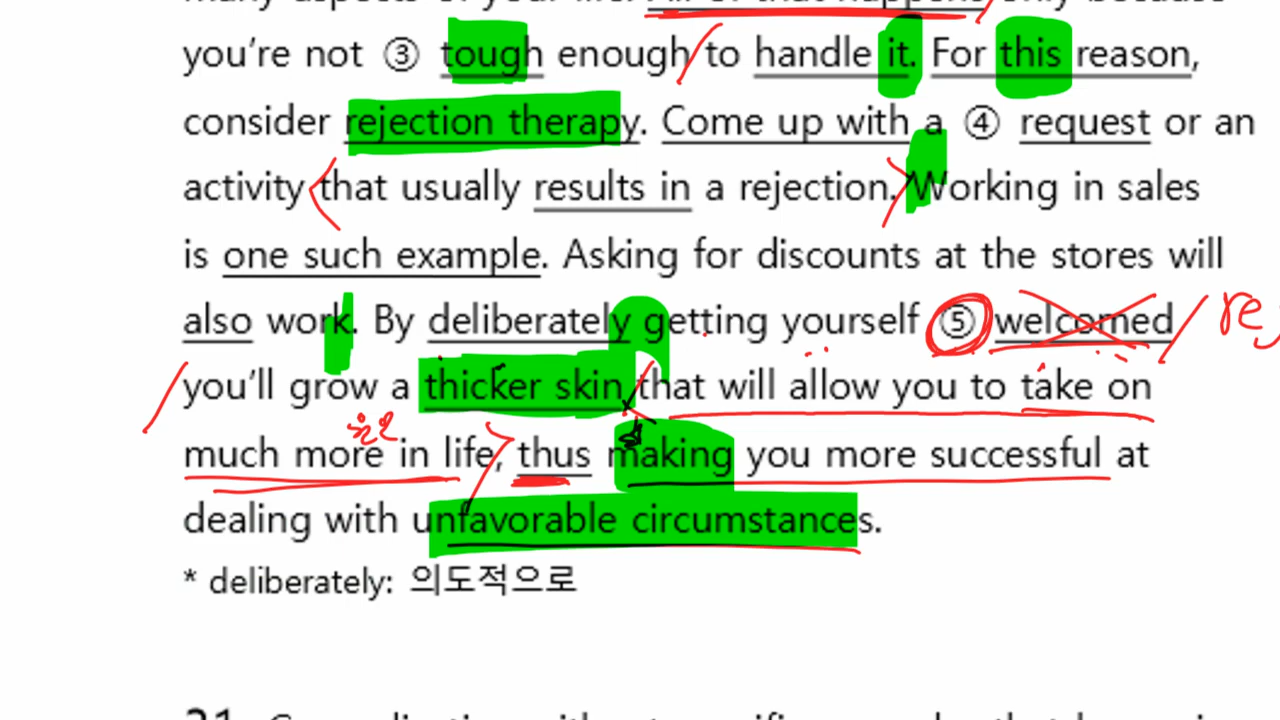 you're not ③ tough enough to handle it. For this reason,
consider rejection therapy. Come up with a ④ request or an
activity that usually results in a rejection. Working in sales
is one such example. Asking for discounts at the stores will
also work. By deliberately getting yourself ⑤ welcomed
you'll grow a thicker skin that will allow you to take on
much more in life, thus making you more successful at
dealing with unfavorable circumstances.
* deliberately: 의도적으로